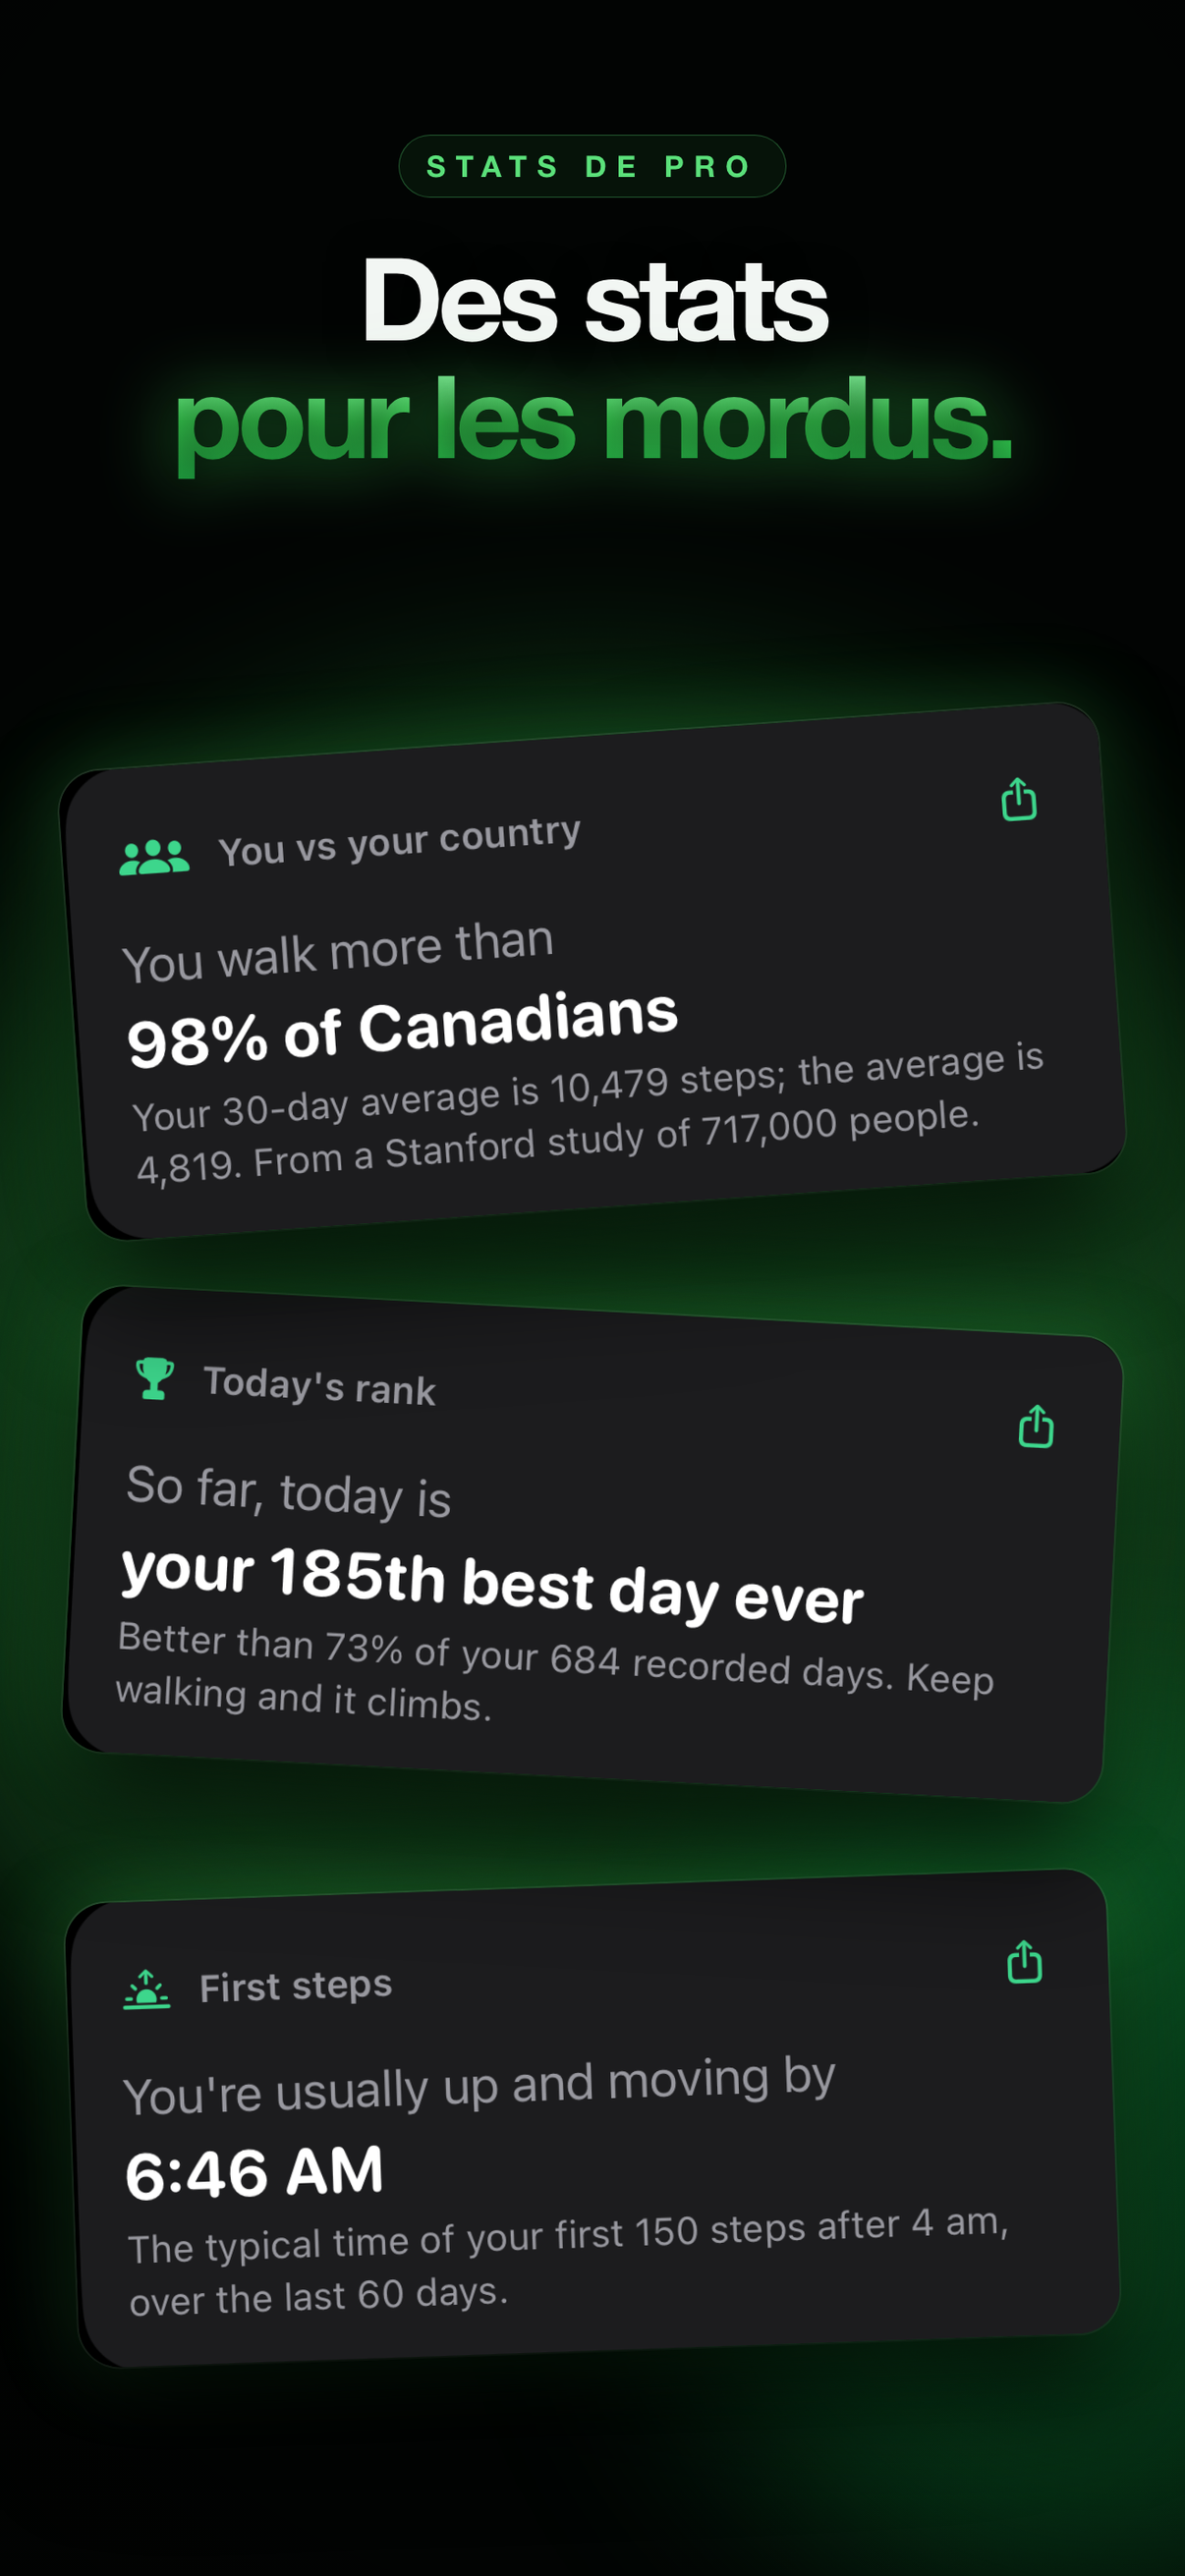 STATS DE PRO
Des stats
pour les mordus.
You vs your country
You walk more than
98% of Canadians
Your 30-day average is 10,479 steps; the average is
4,819. From a Stanford study of 717,000 people.
Today's rank
So far, today is
your 185th best day ever
Better than 73% of your 684 recorded days. Keep
walking and it climbs.
First steps
You're usually up and moving by
6:46 AM
The typical time of your first 150 steps after 4 am,
over the last 60 days.